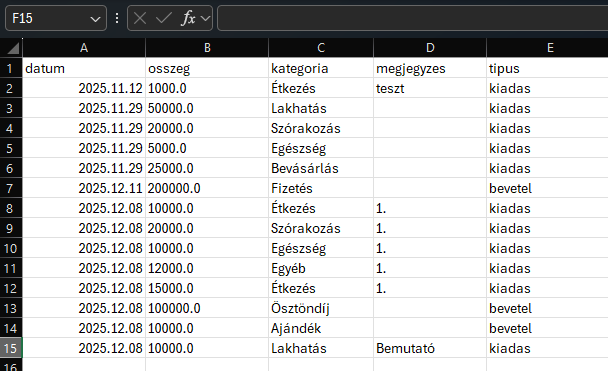 F15 fx
A B C D E
1 datum osszeg kategoria megjegyzes tipus
2 2025.11.12 1000.0 Étkezés teszt kiadas
3 2025.11.29 50000.0 Lakhatás kiadas
4 2025.11.29 20000.0 Szórakozás kiadas
5 2025.11.29 5000.0 Egészség kiadas
6 2025.11.29 25000.0 Bevásárlás kiadas
7 2025.12.11 200000.0 Fizetés bevetel
8 2025.12.08 10000.0 Étkezés 1. kiadas
9 2025.12.08 20000.0 Szórakozás 1. kiadas
10 2025.12.08 10000.0 Egészség 1. kiadas
11 2025.12.08 12000.0 Egyéb 1. kiadas
12 2025.12.08 15000.0 Étkezés 1. kiadas
13 2025.12.08 100000.0 Ösztöndíj bevetel
14 2025.12.08 10000.0 Ajándék bevetel
15 2025.12.08 10000.0 Lakhatás Bemutató kiadas
16